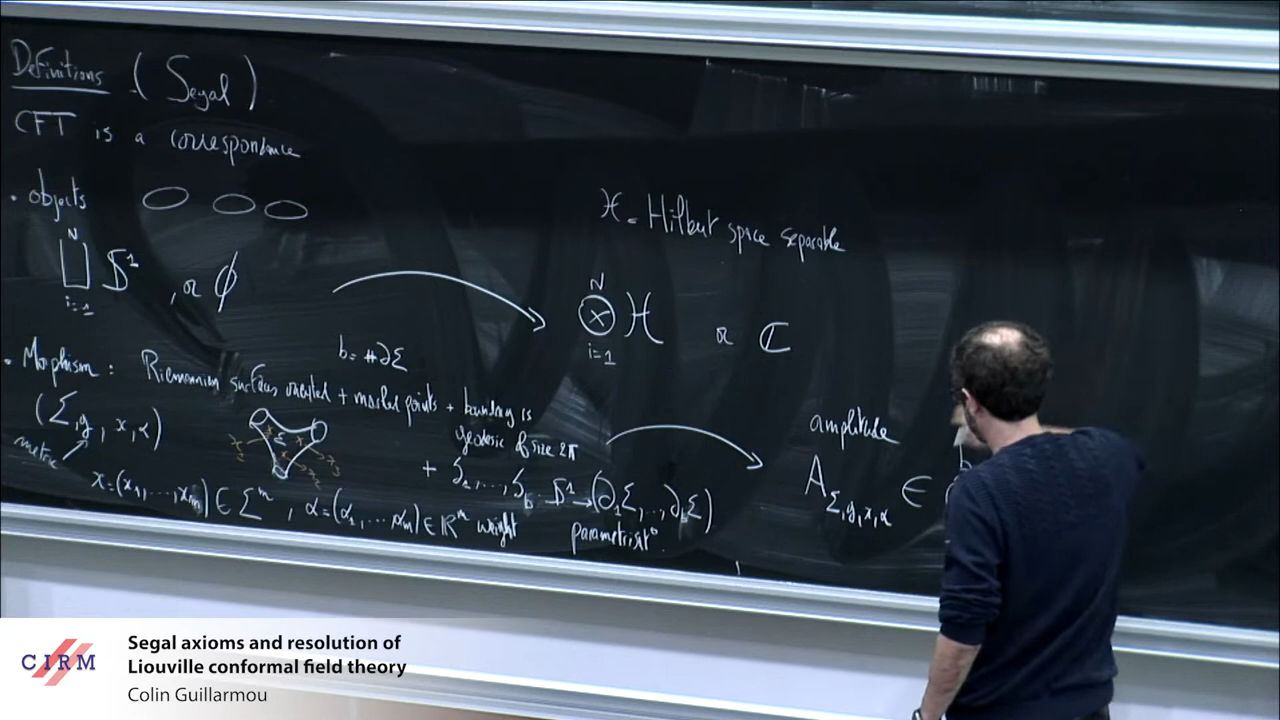 Definitions (Segal)
CFT is a correspondence
• objects
N
∐ S¹, or ∅
i=1
H = Hilbert space separable
N
⊗ H or ℂ
i=1
b = #∂Σ
• Morphism : Riemannian surfaces oriented + marked points + boundary is
geodesic of size 2π
(Σ, g, x, α)
metric
Σ
+ ζ₁, ..., ζ_b S¹ → (∂₁Σ, ..., ∂_bΣ)
parametrist°
x = (x₁, ..., x_m) ∈ Σ^m, α = (α₁, ... α_m) ∈ ℝ^m weight
amplitude
A_{Σ,g,x,α} ∈
b
CIRM
Segal axioms and resolution of
Liouville conformal field theory
Colin Guillarmou